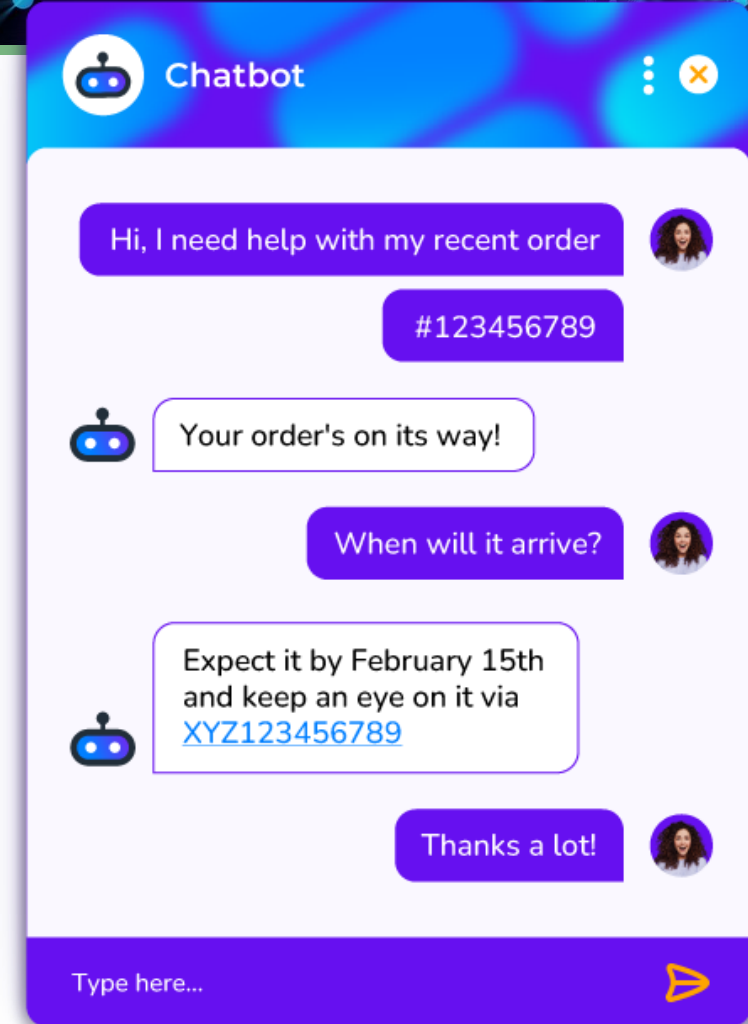 Chatbot
Hi, I need help with my recent order
#123456789
Your order's on its way!
When will it arrive?
Expect it by February 15th
and keep an eye on it via
XYZ123456789
Thanks a lot!
Type here...